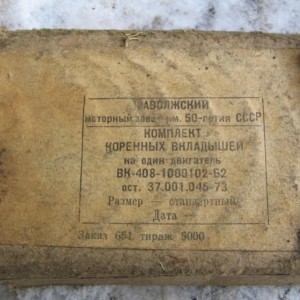 ЗАВОЛЖСКИЙ
моторный завод им. 50-летия СССР
КОМПЛЕКТ
КОРЕННЫХ ВКЛАДЫШЕЙ
на один двигатель
ВК-408-1000102-Б2
ост. 37.001.045-73
Размер — стандартный
Дата —
Заказ 651 тираж 5000